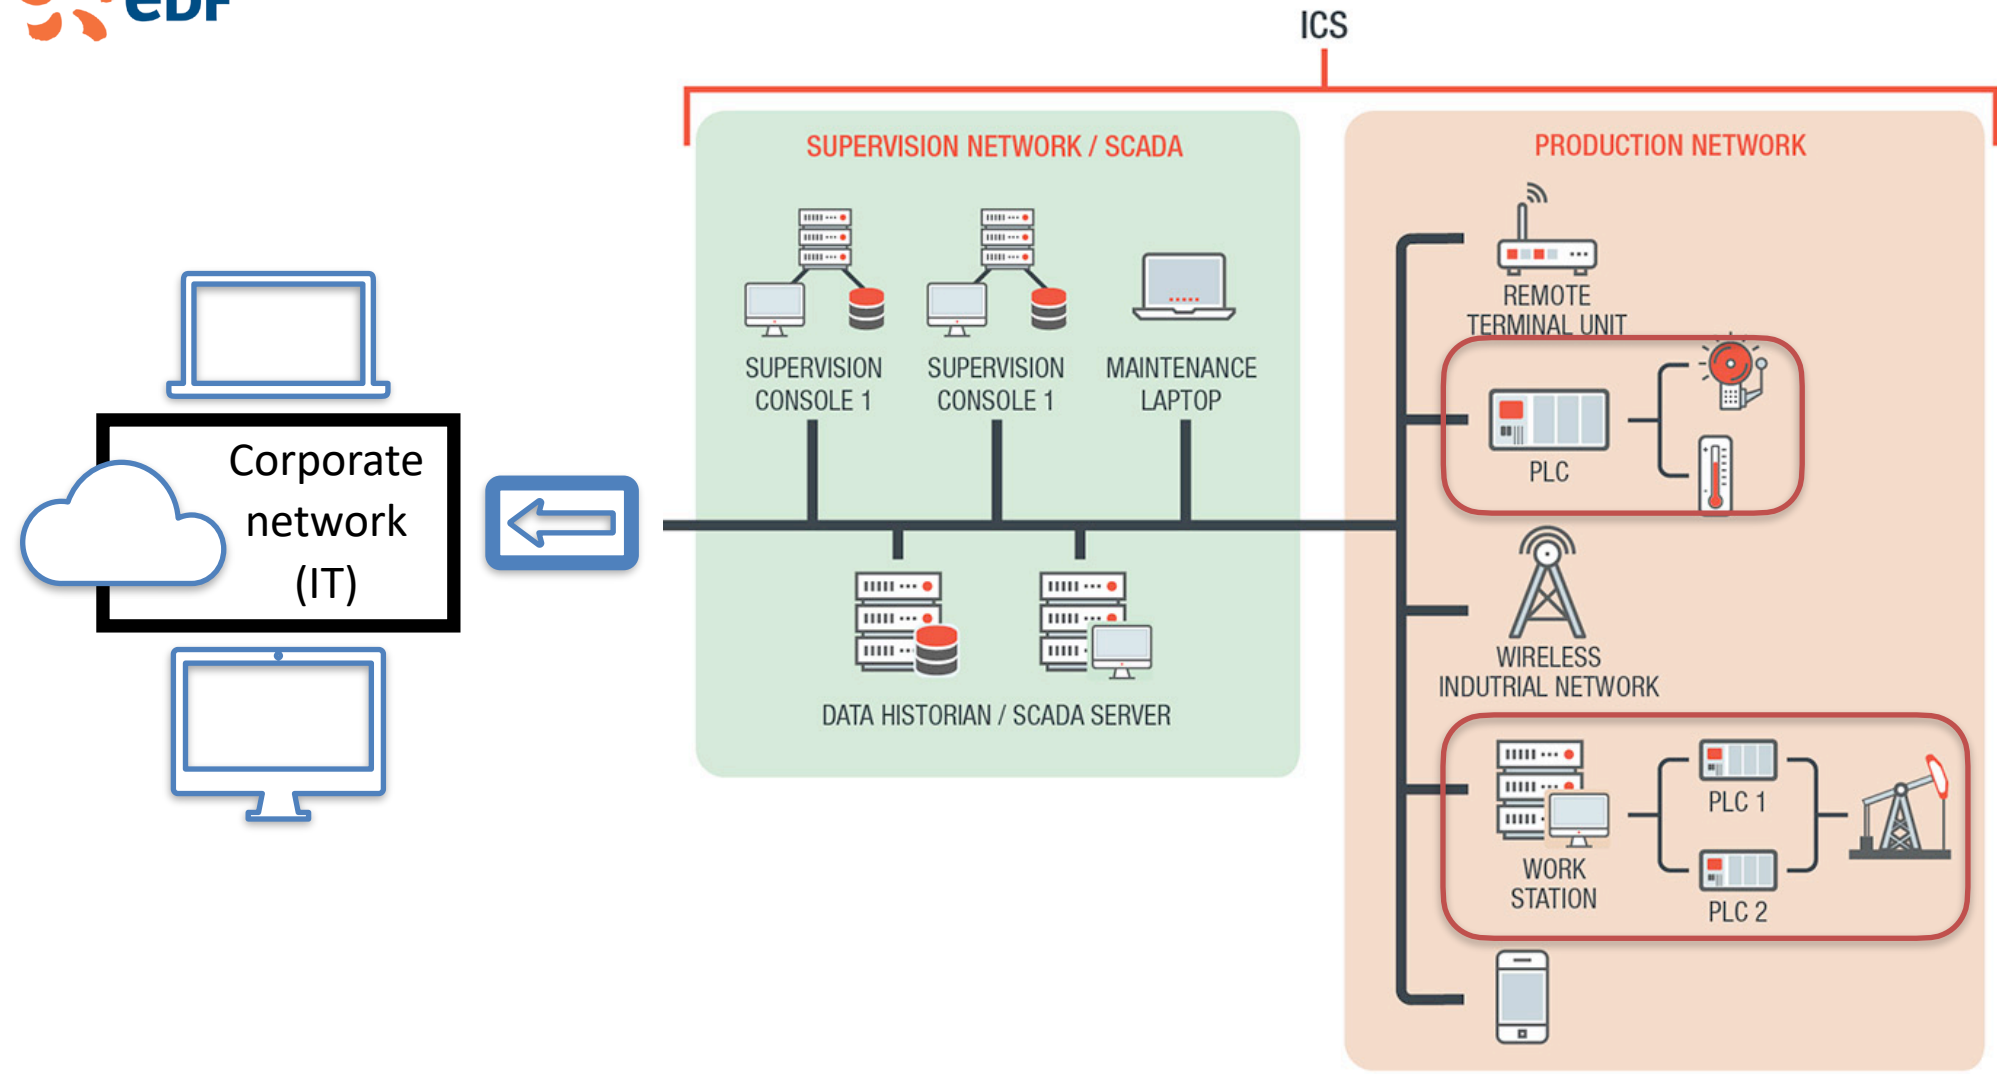 eDF
ICS
SUPERVISION NETWORK / SCADA
PRODUCTION NETWORK
SUPERVISION
CONSOLE 1
SUPERVISION
CONSOLE 1
MAINTENANCE
LAPTOP
REMOTE
TERMINAL UNIT
PLC
Corporate
network
(IT)
DATA HISTORIAN / SCADA SERVER
WIRELESS
INDUTRIAL NETWORK
WORK
STATION
PLC 1
PLC 2